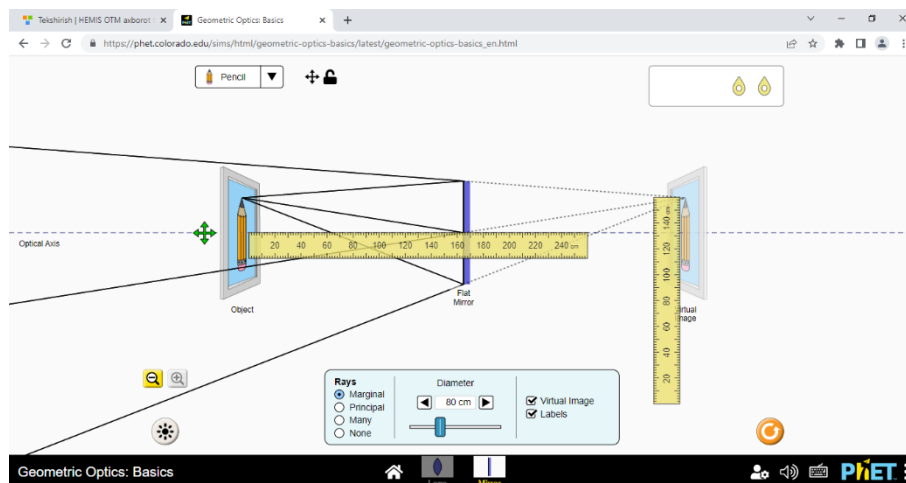 Tekshirish | HEMIS OTM axborot
Geometric Optics: Basics
https://phet.colorado.edu/sims/html/geometric-optics-basics/latest/geometric-optics-basics_en.html
Pencil
Optical Axis
20 40 60 80 100 120 140 160 180 200 220 240 cm
140
120
100
80
60
40
20
Flat
Mirror
Object
Rays
Marginal
Principal
Many
None
Diameter
80 cm
Virtual Image
Labels
Geometric Optics: Basics
Lens
Mirror
PhET